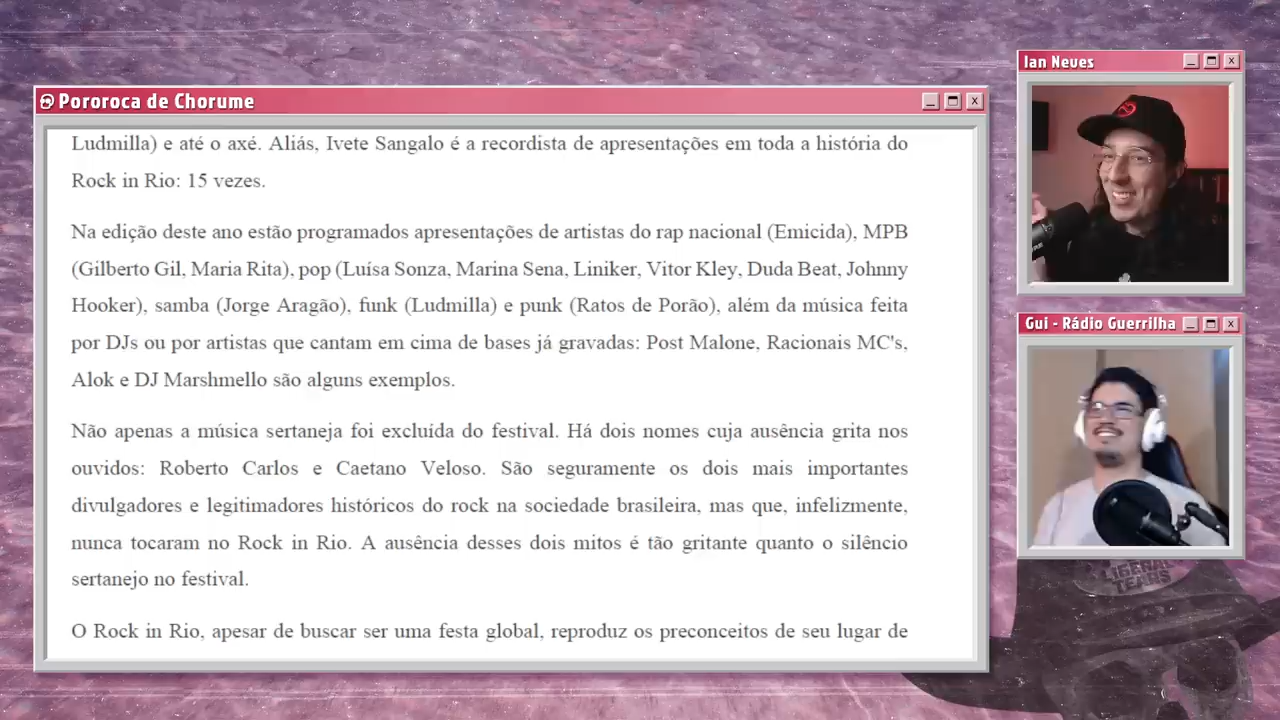 Pororoca de Chorume
Ludmilla) e até o axé. Aliás, Ivete Sangalo é a recordista de apresentações em toda a história do
Rock in Rio: 15 vezes.
Na edição deste ano estão programados apresentações de artistas do rap nacional (Emicida), MPB
(Gilberto Gil, Maria Rita), pop (Luísa Sonza, Marina Sena, Liniker, Vitor Kley, Duda Beat, Johnny
Hooker), samba (Jorge Aragão), funk (Ludmilla) e punk (Ratos de Porão), além da música feita
por DJs ou por artistas que cantam em cima de bases já gravadas: Post Malone, Racionais MC's,
Alok e DJ Marshmello são alguns exemplos.
Não apenas a música sertaneja foi excluída do festival. Há dois nomes cuja ausência grita nos
ouvidos: Roberto Carlos e Caetano Veloso. São seguramente os dois mais importantes
divulgadores e legitimadores históricos do rock na sociedade brasileira, mas que, infelizmente,
nunca tocaram no Rock in Rio. A ausência desses dois mitos é tão gritante quanto o silêncio
sertanejo no festival.
O Rock in Rio, apesar de buscar ser uma festa global, reproduz os preconceitos de seu lugar de
Ian Neves
Gui - Rádio Guerrilha
LIBERAL
TEARS